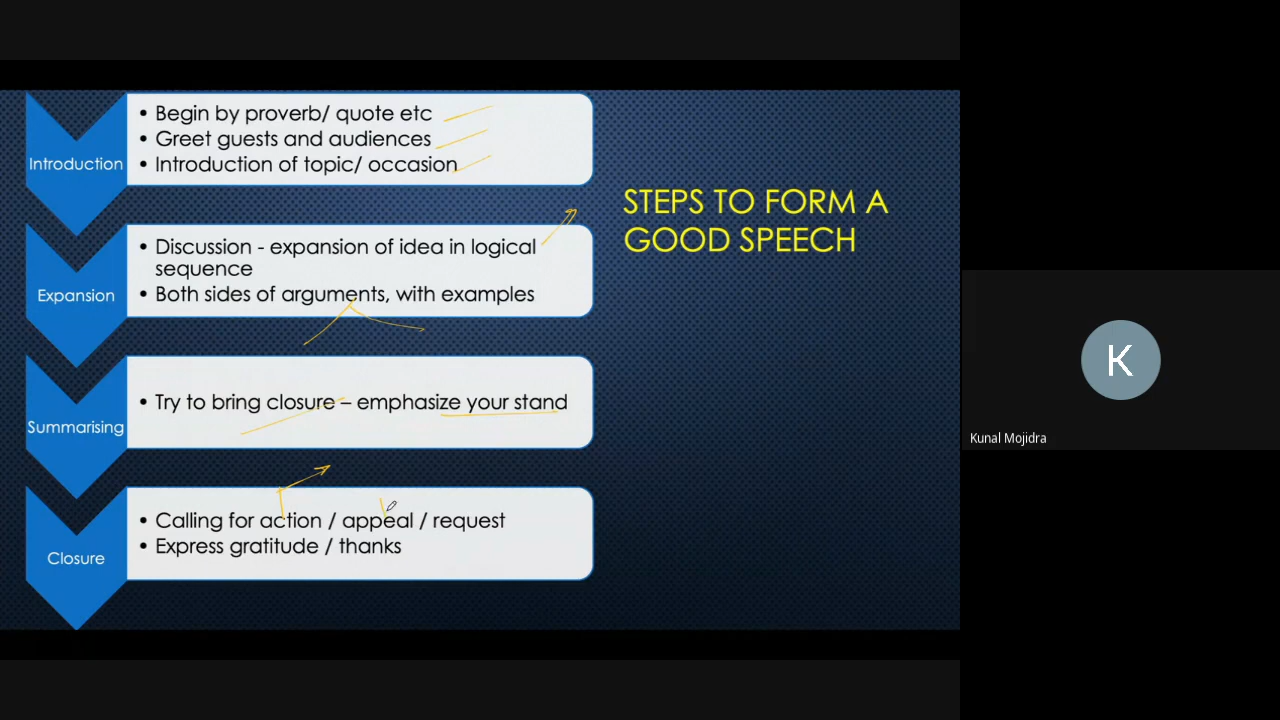 Introduction
• Begin by proverb/ quote etc
• Greet guests and audiences
• Introduction of topic/ occasion
Expansion
• Discussion - expansion of idea in logical
sequence
• Both sides of arguments, with examples
Summarising
• Try to bring closure – emphasize your stand
Closure
• Calling for action / appeal / request
• Express gratitude / thanks
STEPS TO FORM A
GOOD SPEECH
K
Kunal Mojidra